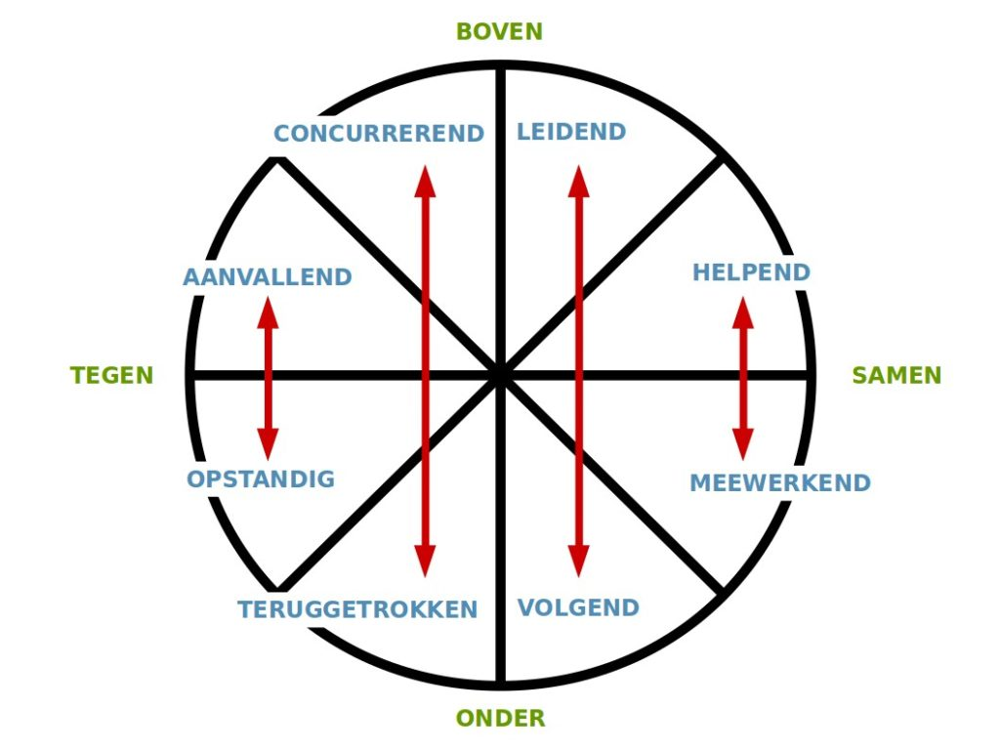 BOVEN
CONCURREREND
LEIDEND
AANVALLEND
HELPEND
TEGEN
SAMEN
OPSTANDIG
MEEWERKEND
TERUGGETROKKEN
VOLGEND
ONDER